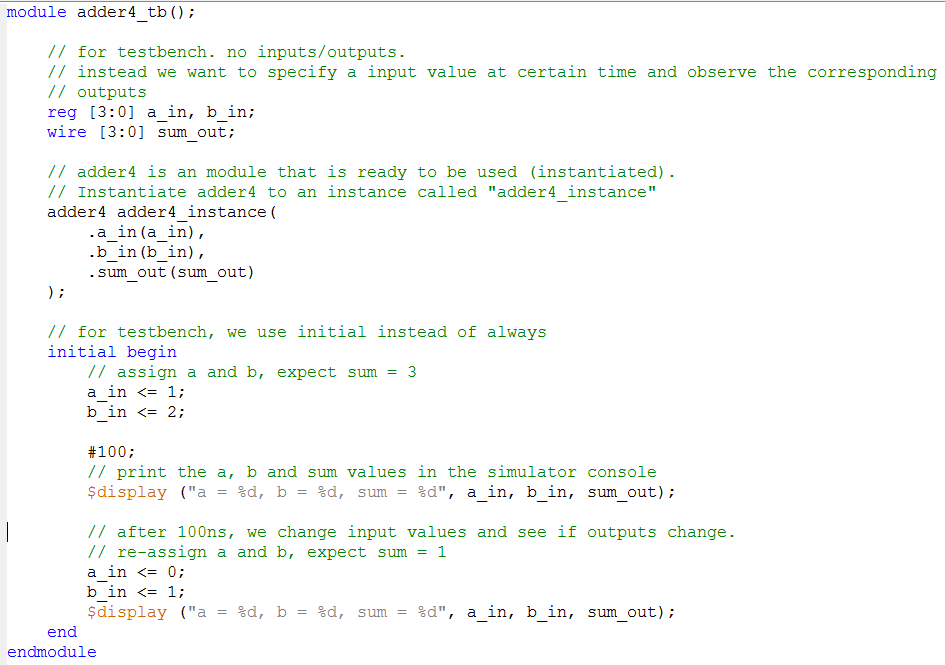 module adder4_tb();
// for testbench. no inputs/outputs.
// instead we want to specify a input value at certain time and observe the corresponding
// outputs
reg [3:0] a_in, b_in;
wire [3:0] sum_out;
// adder4 is an module that is ready to be used (instantiated).
// Instantiate adder4 to an instance called "adder4_instance"
adder4 adder4_instance(
.a_in(a_in),
.b_in(b_in),
.sum_out(sum_out)
);
// for testbench, we use initial instead of always
initial begin
// assign a and b, expect sum = 3
a_in <= 1;
b_in <= 2;
#100;
// print the a, b and sum values in the simulator console
$display ("a = %d, b = %d, sum = %d", a_in, b_in, sum_out);
// after 100ns, we change input values and see if outputs change.
// re-assign a and b, expect sum = 1
a_in <= 0;
b_in <= 1;
$display ("a = %d, b = %d, sum = %d", a_in, b_in, sum_out);
end
endmodule